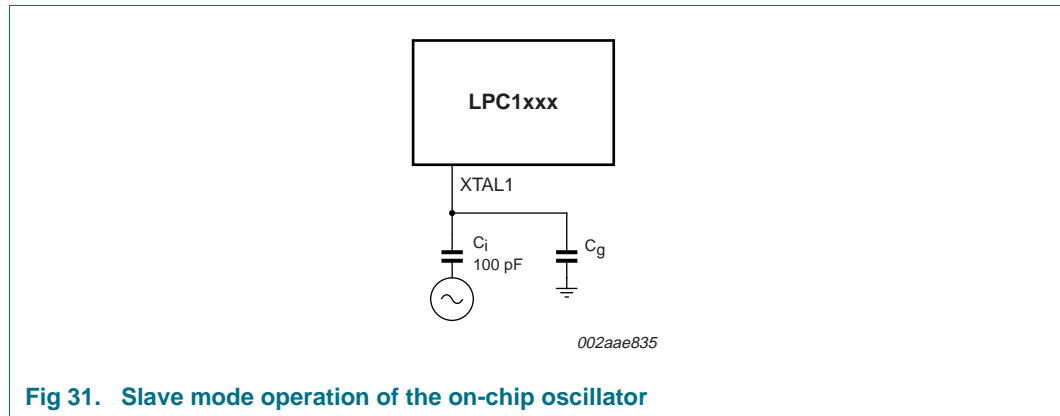 LPC1xxx
XTAL1
Ci
100 pF
Cg
002aae835
Fig 31. Slave mode operation of the on-chip oscillator